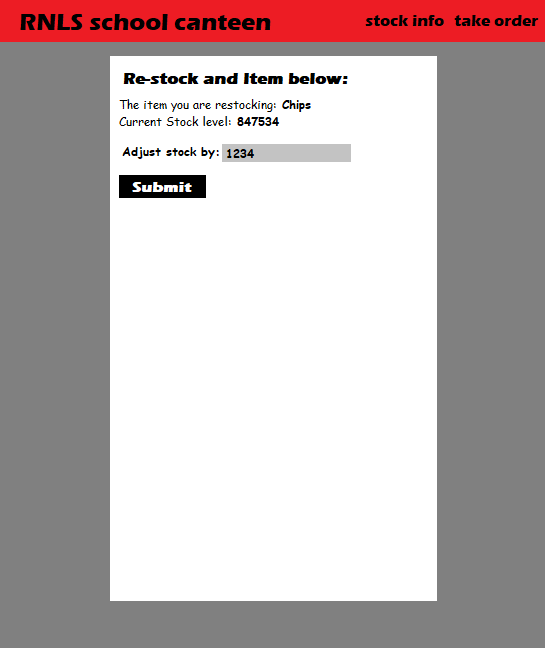 RNLS school canteen stock info take order
Re-stock and Item below:
The item you are restocking: Chips
Current Stock level: 847534
Adjust stock by: 1234
Submit